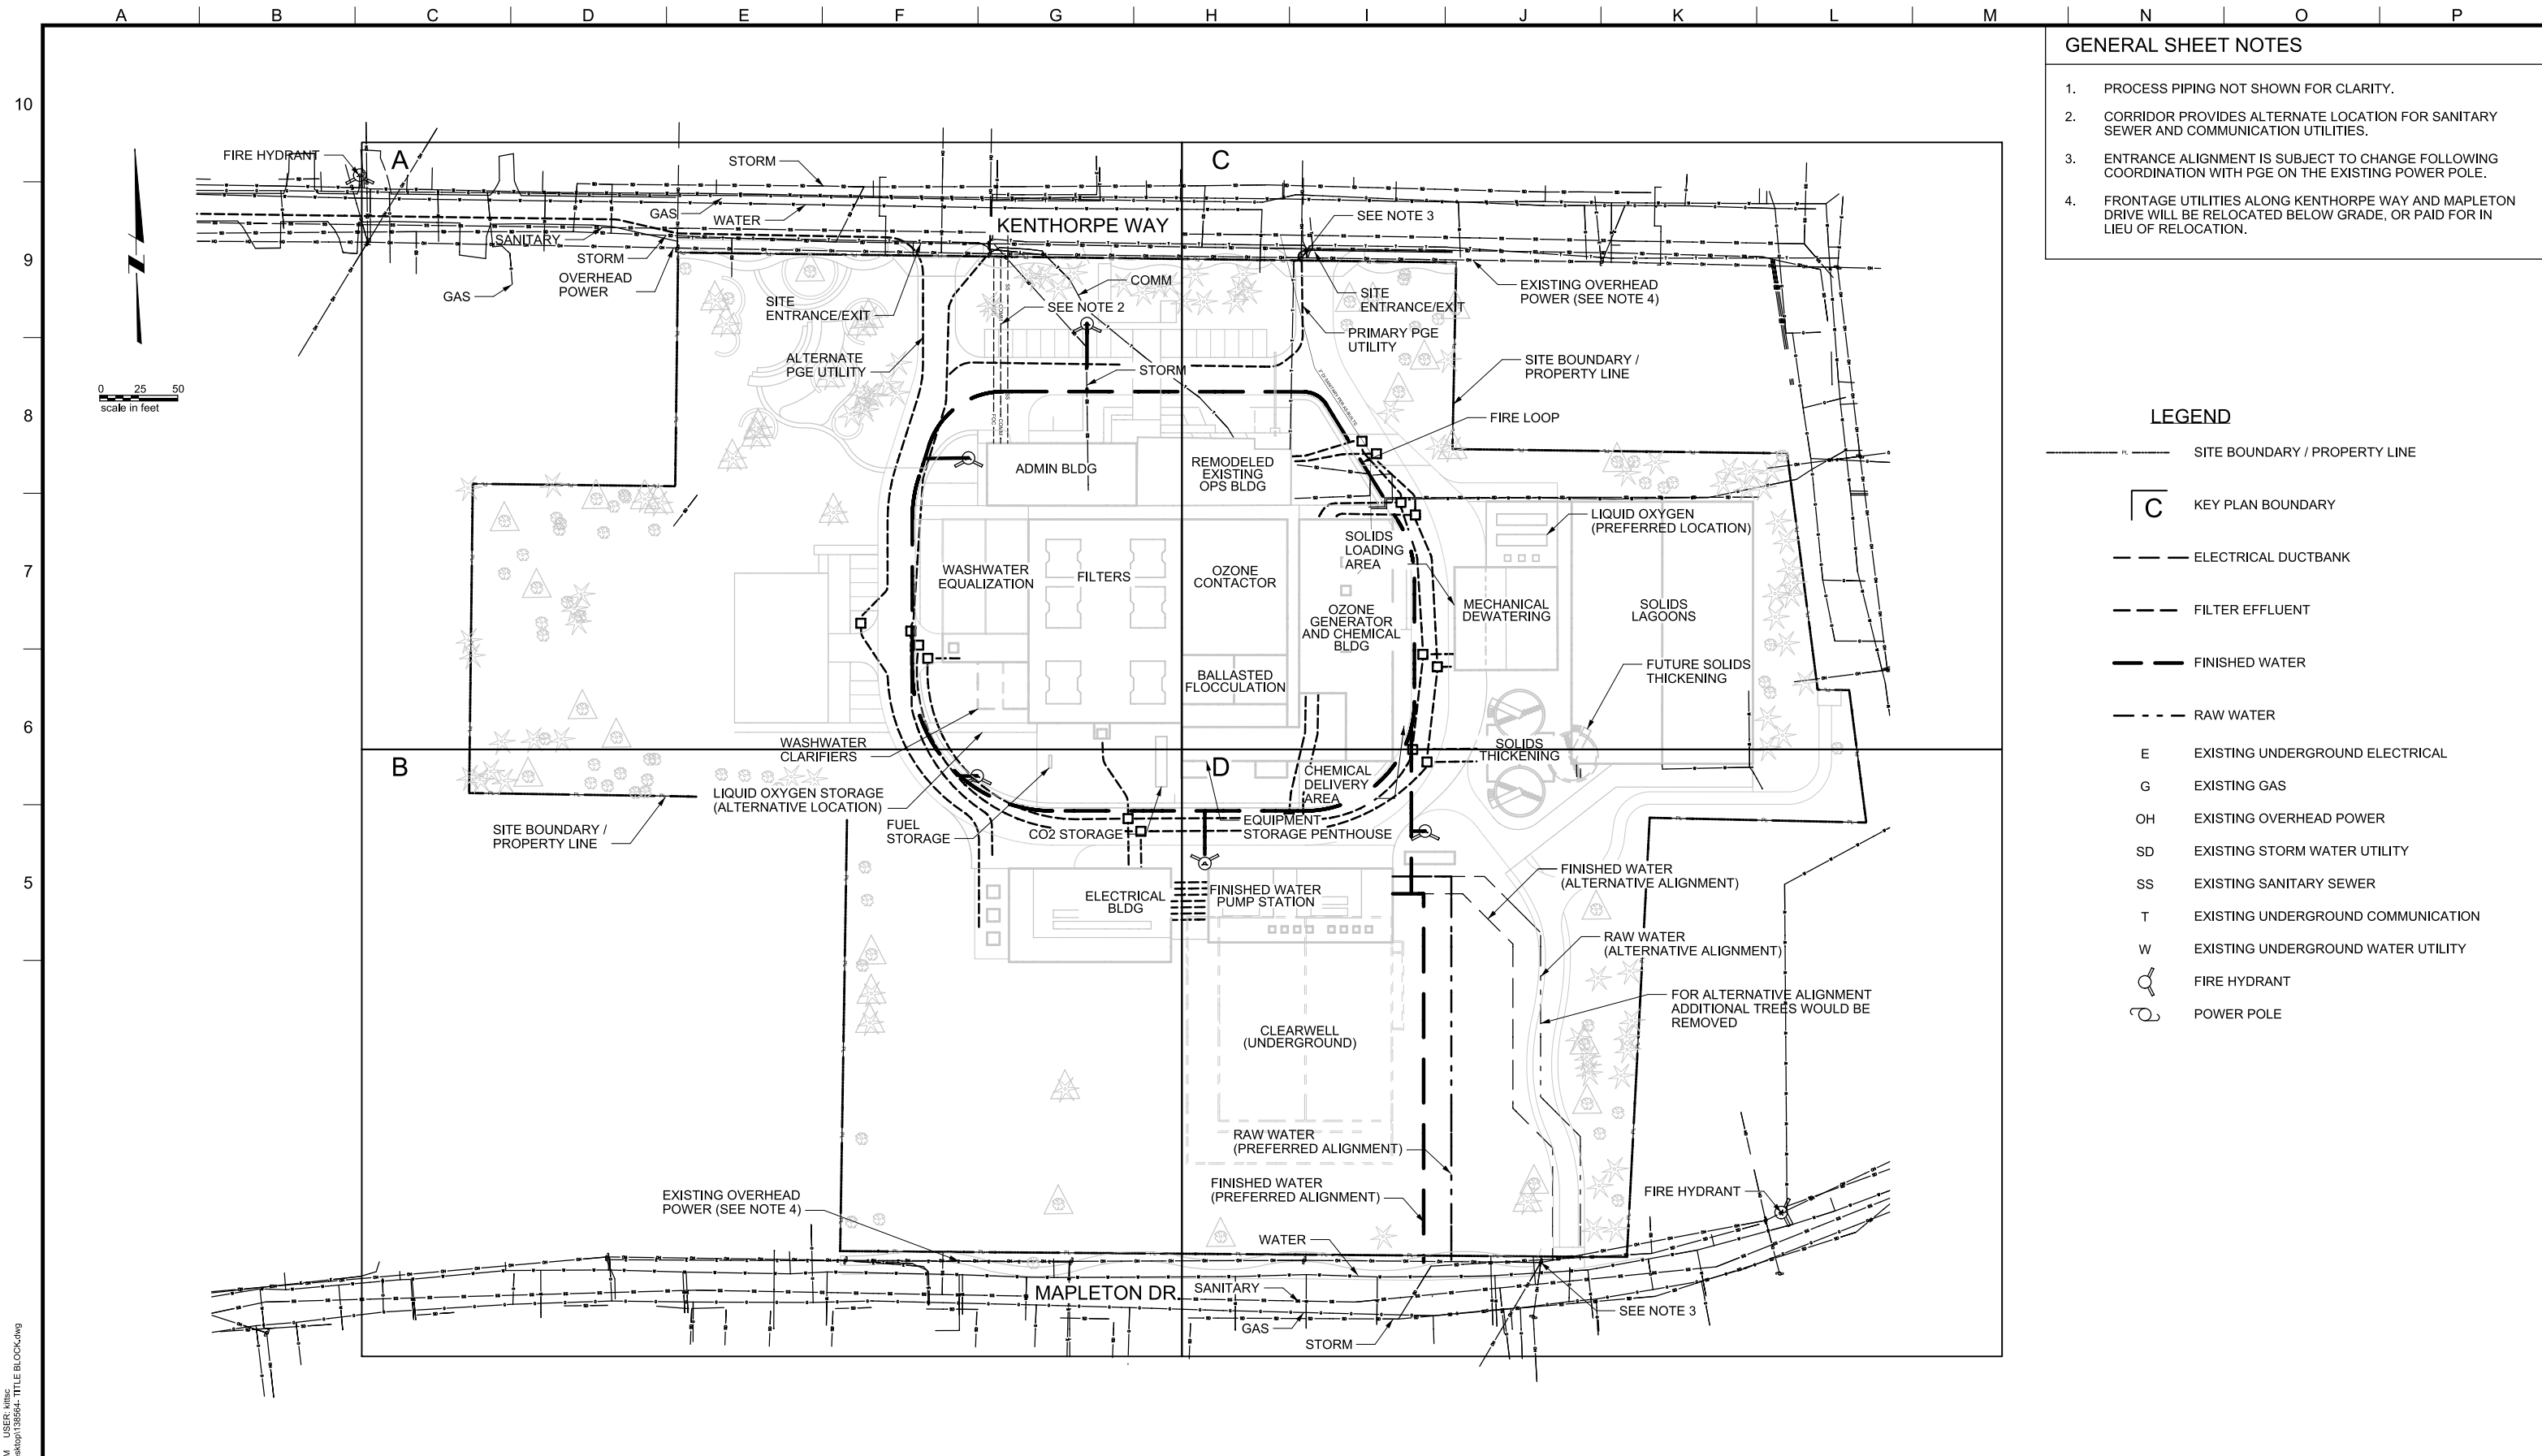 A B C D E F G H I J K L M N O P
10
9
8
7
6
5
GENERAL SHEET NOTES
1. PROCESS PIPING NOT SHOWN FOR CLARITY.
2. CORRIDOR PROVIDES ALTERNATE LOCATION FOR SANITARY
SEWER AND COMMUNICATION UTILITIES.
3. ENTRANCE ALIGNMENT IS SUBJECT TO CHANGE FOLLOWING
COORDINATION WITH PGE ON THE EXISTING POWER POLE.
4. FRONTAGE UTILITIES ALONG KENTHORPE WAY AND MAPLETON
DRIVE WILL BE RELOCATED BELOW GRADE, OR PAID FOR IN
LIEU OF RELOCATION.
FIRE HYDRANT
A
STORM
C
GAS
WATER
KENTHORPE WAY
SEE NOTE 3
SANITARY
STORM
OVERHEAD
POWER
GAS
SITE
ENTRANCE/EXIT
COMM
SEE NOTE 2
SITE
ENTRANCE/EXIT
EXISTING OVERHEAD
POWER (SEE NOTE 4)
PRIMARY PGE
UTILITY
ALTERNATE
PGE UTILITY
STORM
SITE BOUNDARY /
PROPERTY LINE
0 25 50
scale in feet
FIRE LOOP
ADMIN BLDG
REMODELED
EXISTING
OPS BLDG
LIQUID OXYGEN
(PREFERRED LOCATION)
SOLIDS
LOADING
AREA
WASHWATER
EQUALIZATION
FILTERS
OZONE
CONTACTOR
OZONE
GENERATOR
AND CHEMICAL
BLDG
MECHANICAL
DEWATERING
SOLIDS
LAGOONS
BALLASTED
FLOCCULATION
FUTURE SOLIDS
THICKENING
WASHWATER
CLARIFIERS
SOLIDS
THICKENING
B
D
CHEMICAL
DELIVERY
AREA
LIQUID OXYGEN STORAGE
(ALTERNATIVE LOCATION)
SITE BOUNDARY /
PROPERTY LINE
FUEL
STORAGE
CO2 STORAGE
EQUIPMENT
STORAGE PENTHOUSE
ELECTRICAL
BLDG
FINISHED WATER
PUMP STATION
FINISHED WATER
(ALTERNATIVE ALIGNMENT)
RAW WATER
(ALTERNATIVE ALIGNMENT)
FOR ALTERNATIVE ALIGNMENT
ADDITIONAL TREES WOULD BE
REMOVED
CLEARWELL
(UNDERGROUND)
RAW WATER
(PREFERRED ALIGNMENT)
FINISHED WATER
(PREFERRED ALIGNMENT)
EXISTING OVERHEAD
POWER (SEE NOTE 4)
FIRE HYDRANT
WATER
MAPLETON DR.
SANITARY
GAS
STORM
SEE NOTE 3
LEGEND
PL SITE BOUNDARY / PROPERTY LINE
C KEY PLAN BOUNDARY
ELECTRICAL DUCTBANK
FILTER EFFLUENT
FINISHED WATER
RAW WATER
E EXISTING UNDERGROUND ELECTRICAL
G EXISTING GAS
OH EXISTING OVERHEAD POWER
SD EXISTING STORM WATER UTILITY
SS EXISTING SANITARY SEWER
T EXISTING UNDERGROUND COMMUNICATION
W EXISTING UNDERGROUND WATER UTILITY
FIRE HYDRANT
POWER POLE
M USER: kittsc
TITLE BLOCK.dwg